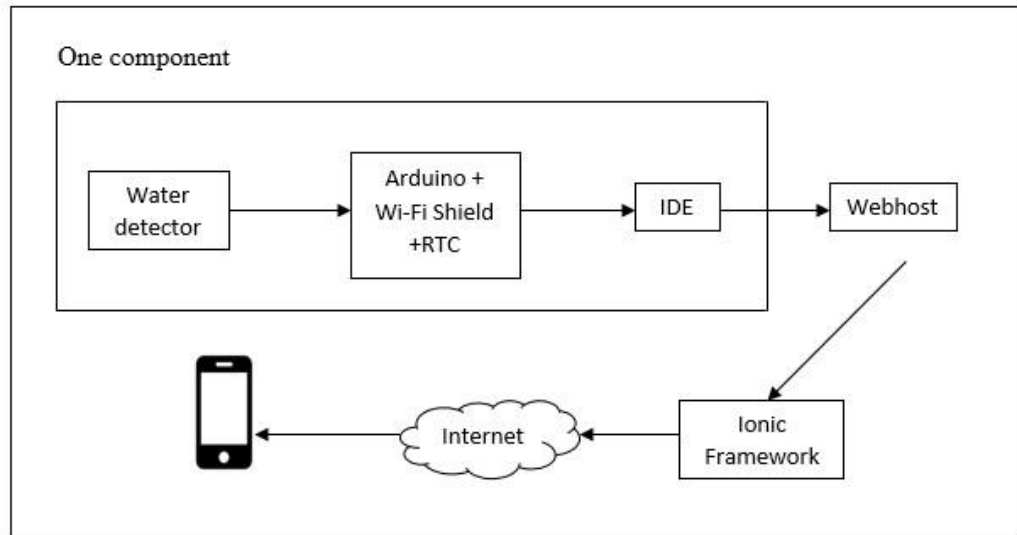 One component
Water
detector
Arduino +
Wi-Fi Shield
+RTC
IDE
Webhost
Internet
Ionic
Framework